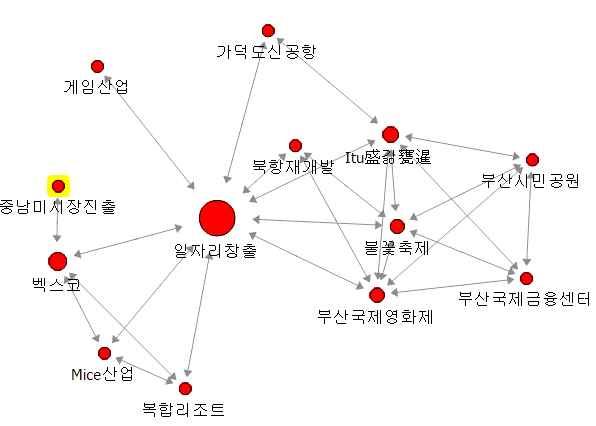 가덕도신공항
게임산업
북항재개발
Itu盛럶甕暹
부산시민공원
중남미시장진출
일자리창출
불꽃축제
벡스코
부산국제금융센터
부산국제영화제
Mice산업
복합리조트